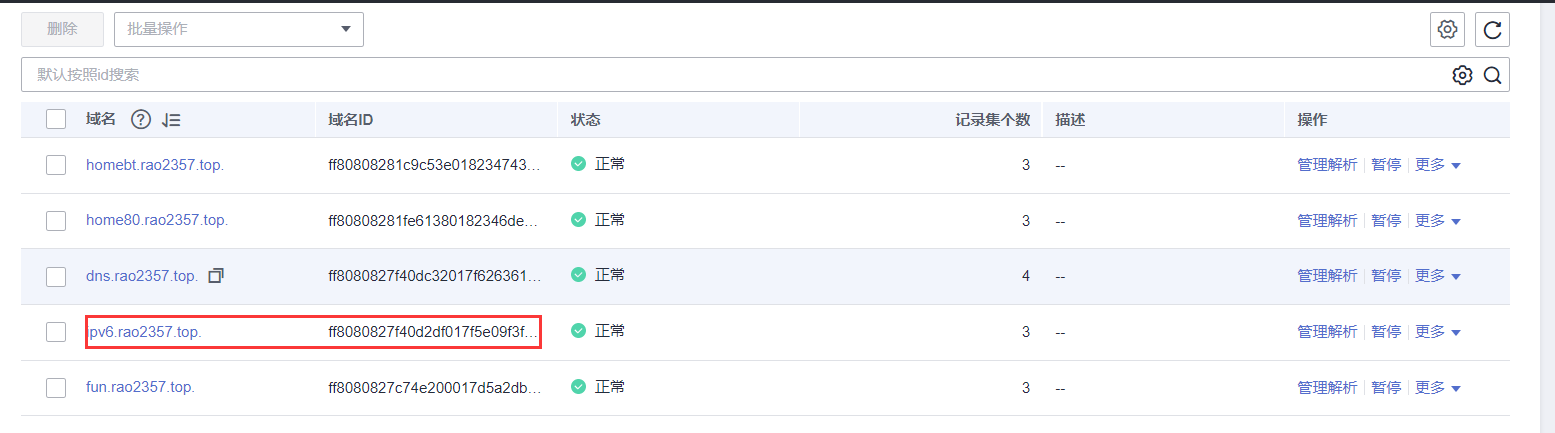 删除 批量操作
默认按照id搜索
域名 域名ID 状态 记录集个数 描述 操作
homebt.rao2357.top. ff80808281c9c53e018234743... 正常 3 -- 管理解析 暂停 更多
home80.rao2357.top. ff80808281fe61380182346de... 正常 3 -- 管理解析 暂停 更多
dns.rao2357.top. ff8080827f40dc32017f626361... 正常 4 -- 管理解析 暂停 更多
ipv6.rao2357.top. ff8080827f40d2df017f5e09f3f... 正常 3 -- 管理解析 暂停 更多
fun.rao2357.top. ff8080827c74e200017d5a2db... 正常 3 -- 管理解析 暂停 更多